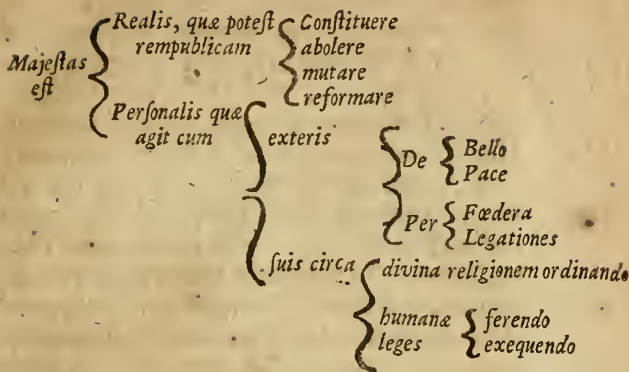 Majeſtas
eſt
Realis, quæ poteſt
rempublicam
Conſtituere
abolere
mutare
reformare
Perſonalis quæ
agit cum
exteris
De
Bello
Pace
Per
Fœdera
Legationes
ſuis circa
divina religionem ordinando
humanæ
leges
ferendo
exequendo